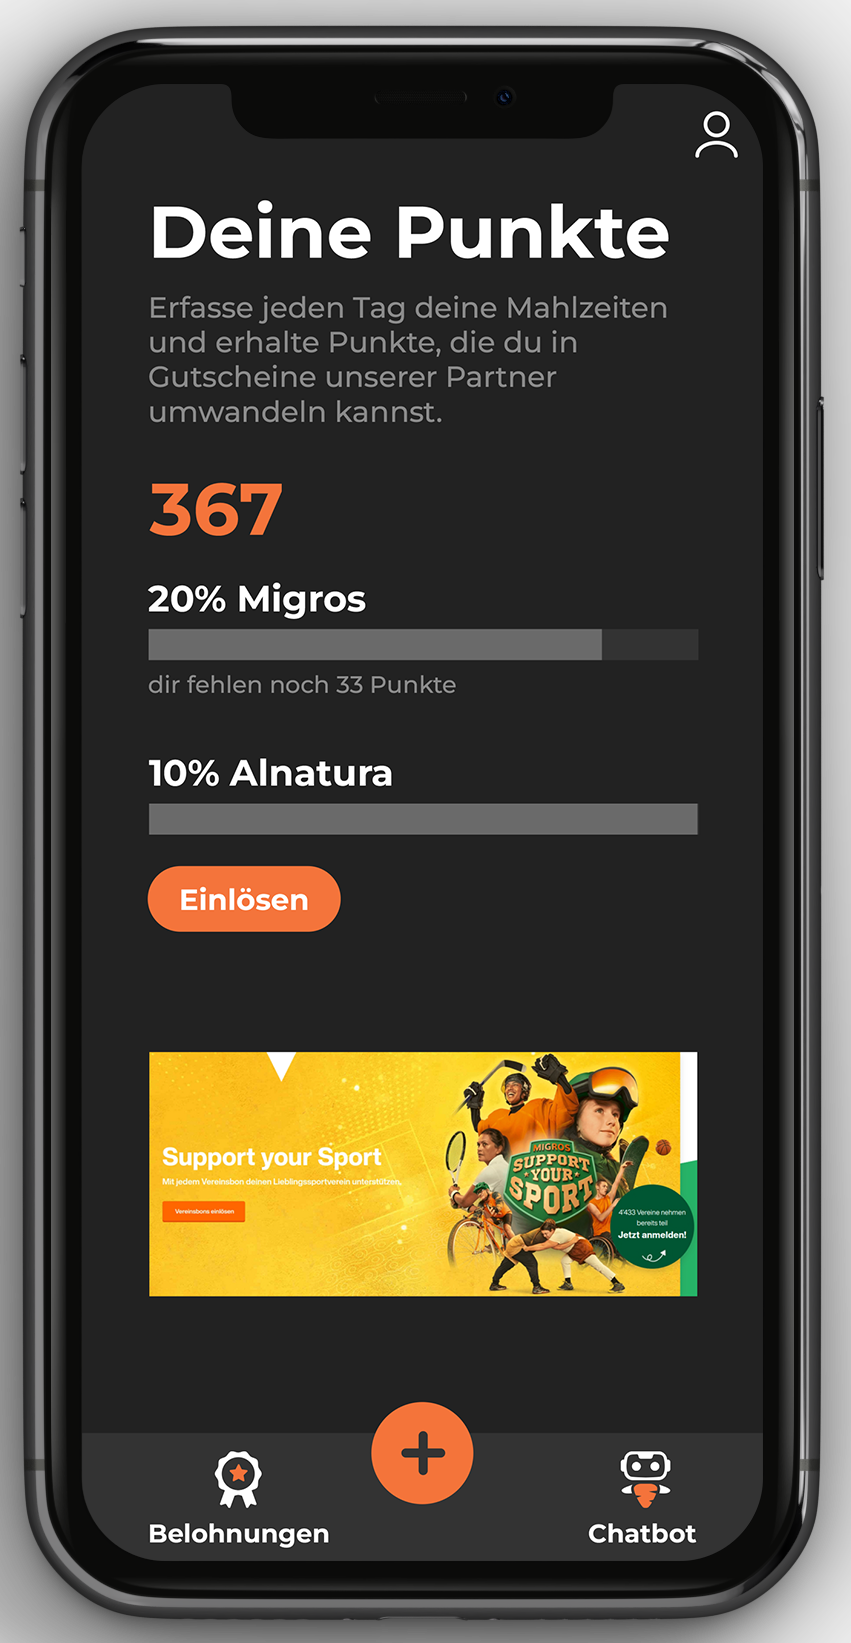 Deine Punkte
Erfasse jeden Tag deine Mahlzeiten
und erhalte Punkte, die du in
Gutscheine unserer Partner
umwandeln kannst.
367
20% Migros
dir fehlen noch 33 Punkte
10% Alnatura
Einlösen
Support your Sport
Mit jedem Vereinsbon deinen Lieblingssportverein unterstützen.
Vereinsbons einlösen
MIGROS
SUPPORT
YOUR
SPORT
4'433 Vereine nehmen
bereits teil
Jetzt anmelden!
Belohnungen
Chatbot